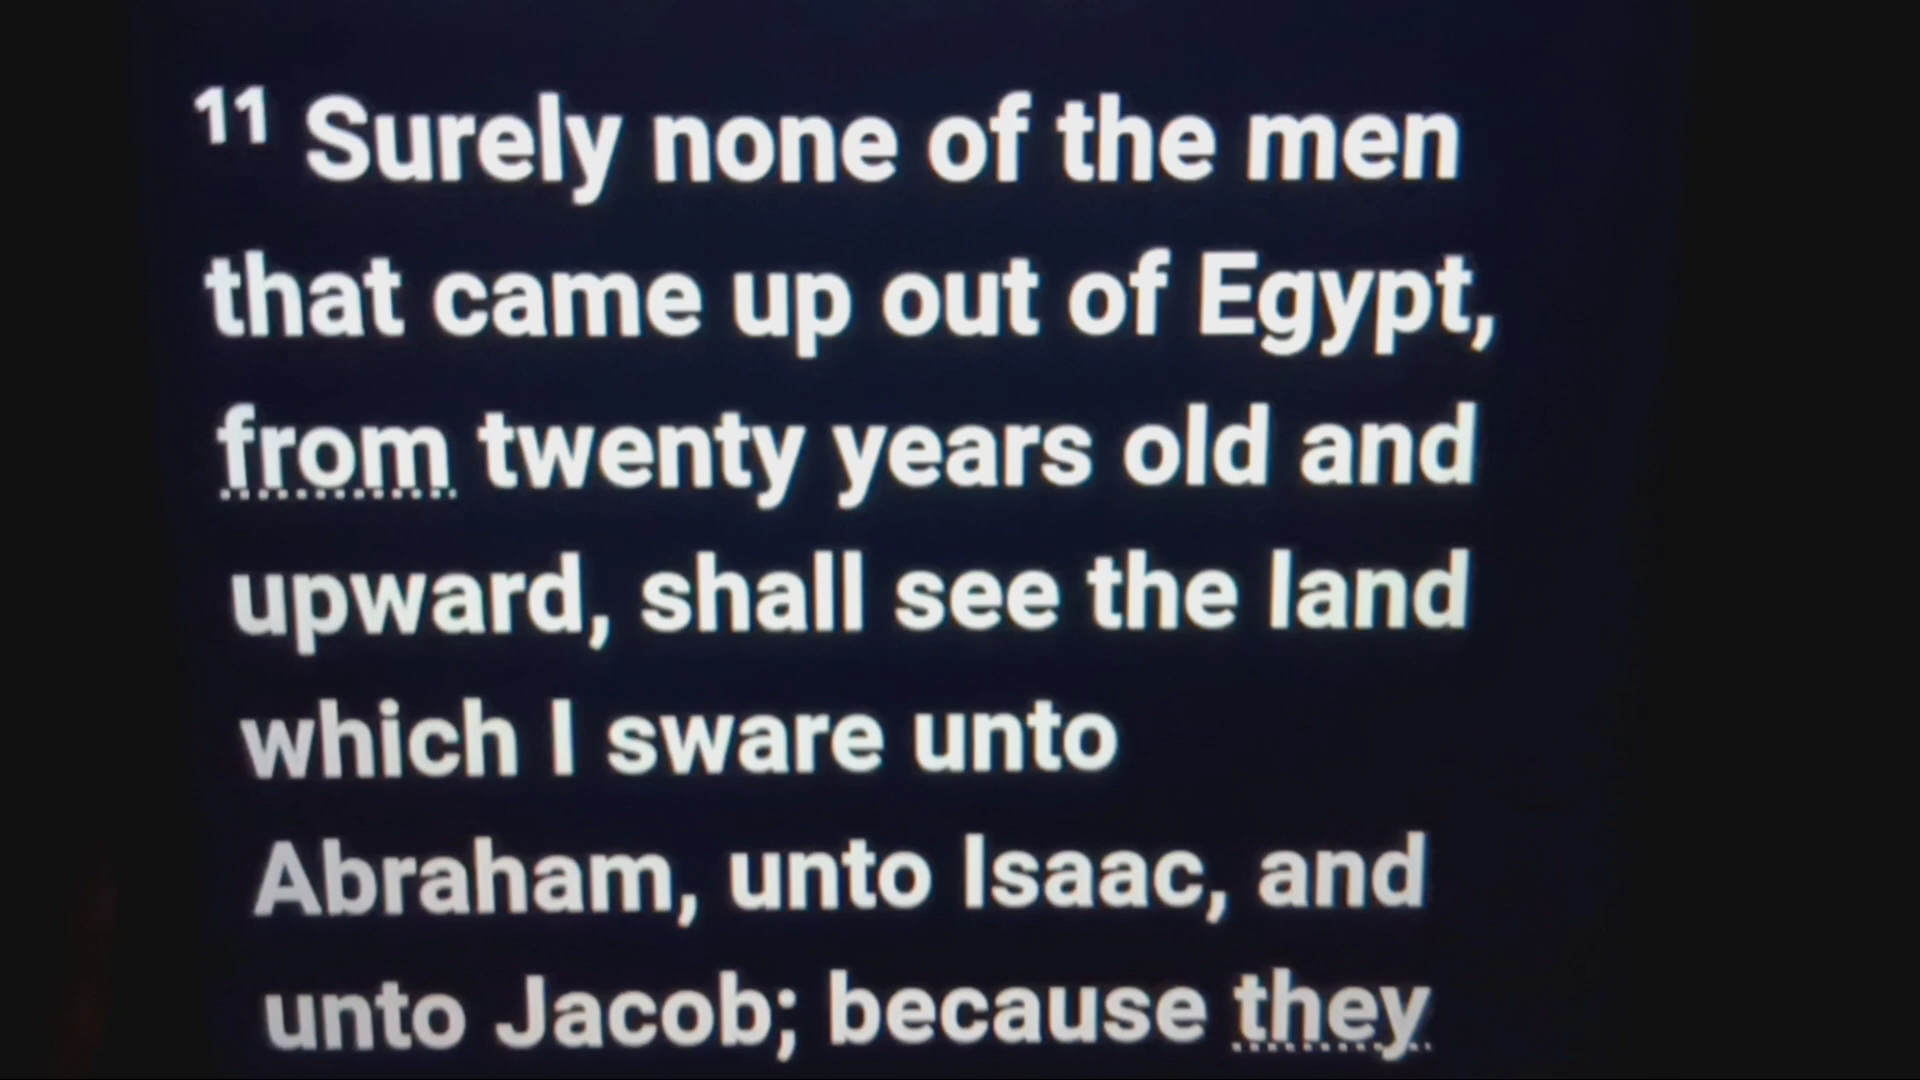 11 Surely none of the men
that came up out of Egypt,
from twenty years old and
upward, shall see the land
which I sware unto
Abraham, unto Isaac, and
unto Jacob; because they